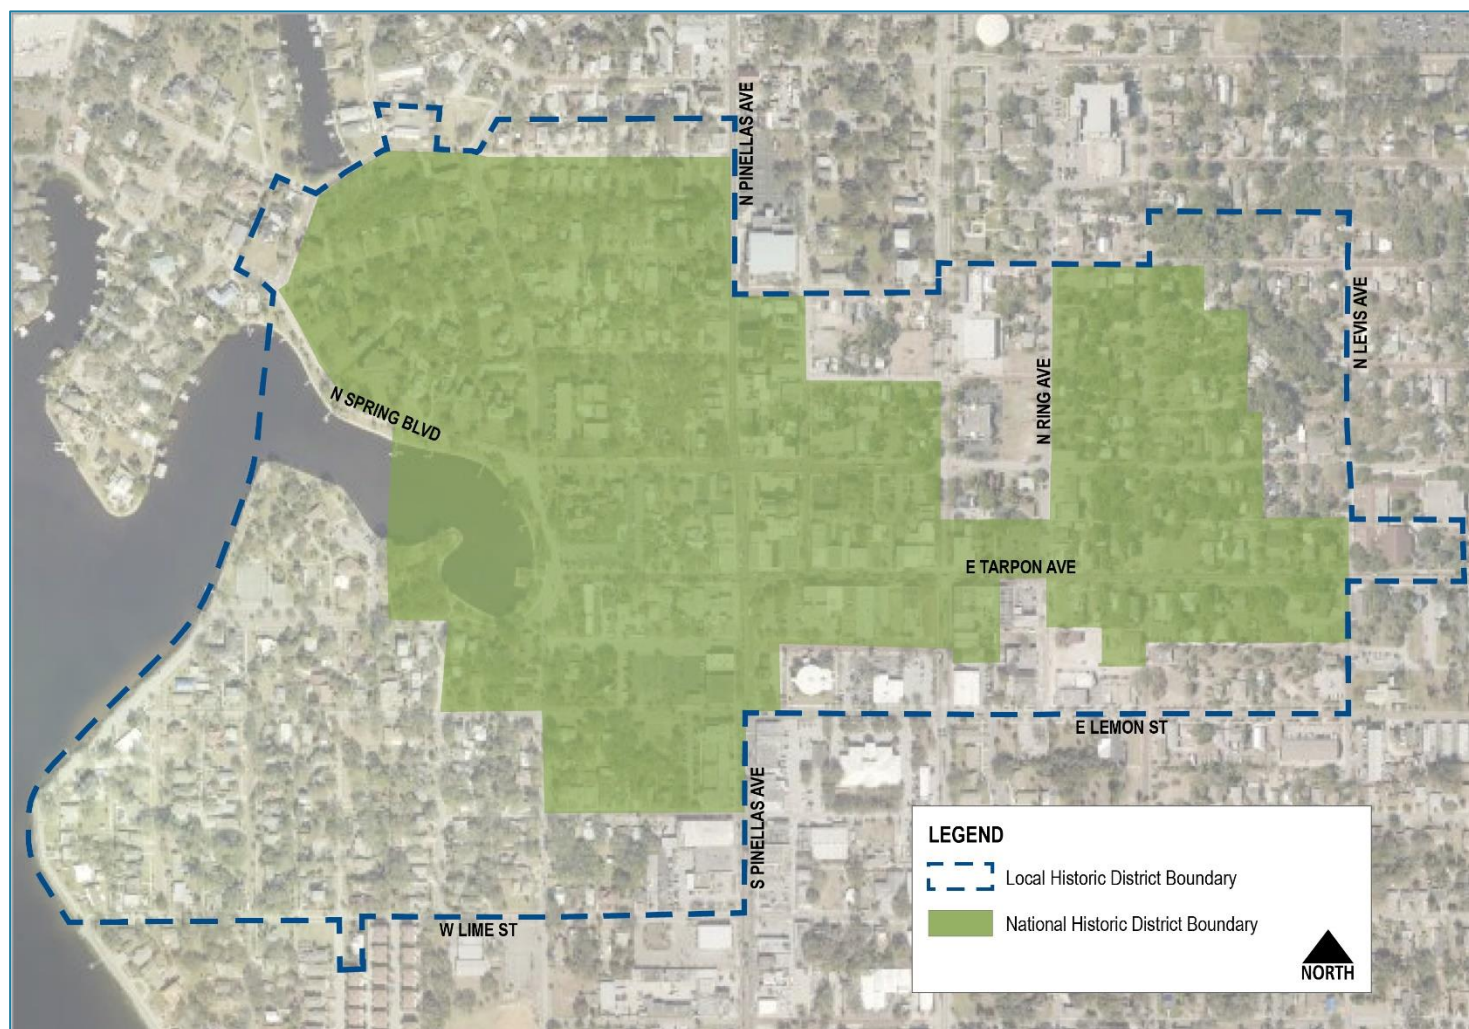 N PINELLAS AVE
N LEVIS AVE
N SPRING BLVD
N RING AVE
E TARPON AVE
E LEMON ST
S PINELLAS AVE
W LIME ST
LEGEND
Local Historic District Boundary
National Historic District Boundary
NORTH